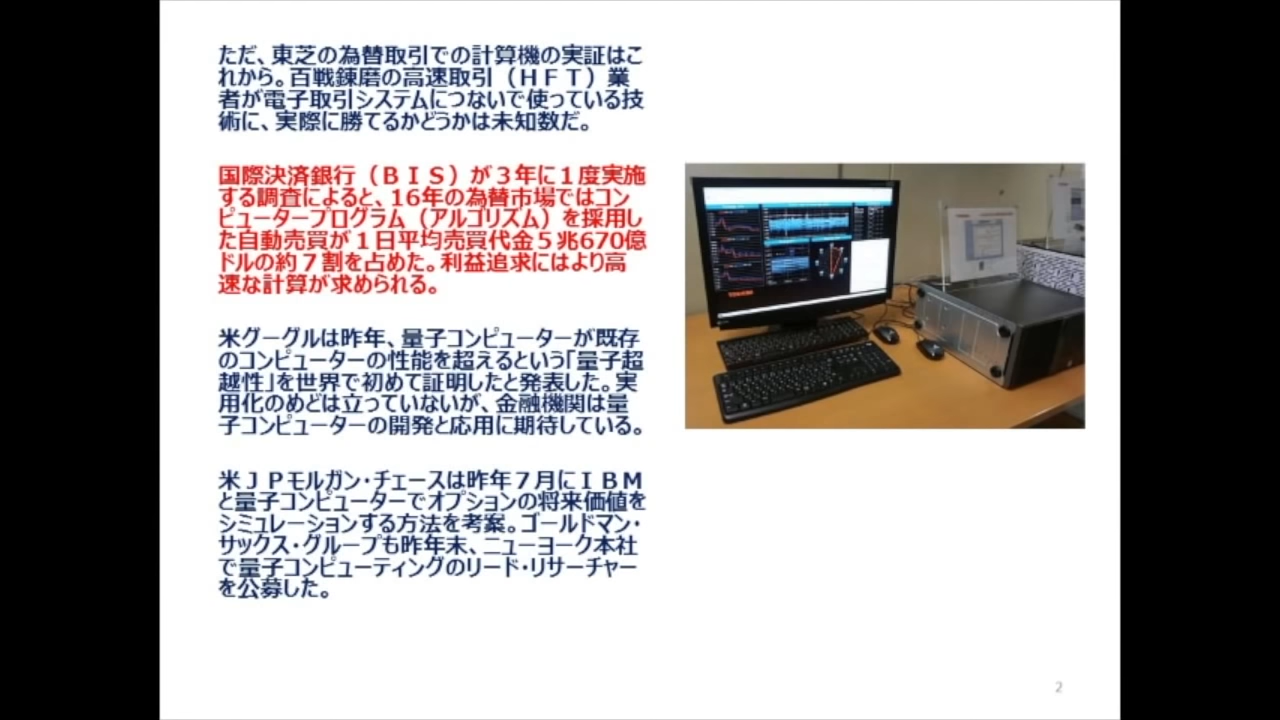 ただ、東芝の為替取引での計算機の実証はこ
れから。百戦錬磨の高速取引（ＨＦＴ）業
者が電子取引システムにつないで使っている技
術に、実際に勝てるかどうかは未知数だ。
国際決済銀行（ＢＩＳ）が３年に１度実施
する調査によると、16年の為替市場ではコン
ピュータープログラム（アルゴリズム）を採用し
た自動売買が１日平均売買代金５兆670億
ドルの約７割を占めた。利益追求にはより高
速な計算が求められる。
米グーグルは昨年、量子コンピューターが既存
のコンピューターの性能を超えるという「量子超
越性」を世界で初めて証明したと発表した。実
用化のめどは立っていないが、金融機関は量
子コンピューターの開発と応用に期待している。
米ＪＰモルガン・チェースは昨年７月にＩＢＭ
と量子コンピューターでオプションの将来価値を
シミュレーションする方法を考案。ゴールドマン・
サックス・グループも昨年末、ニューヨーク本社
で量子コンピューティングのリード・リサーチャー
を公募した。
TOSHIBA
2